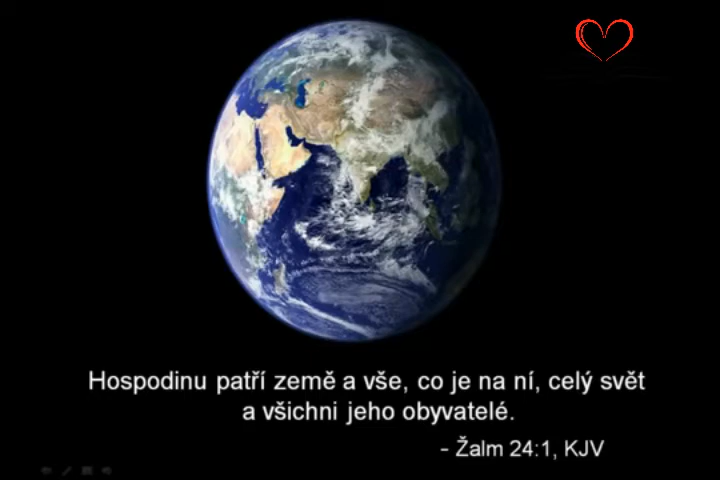 Hospodinu patří země a vše, co je na ní, celý svět
a všichni jeho obyvatelé.
- Žalm 24:1, KJV